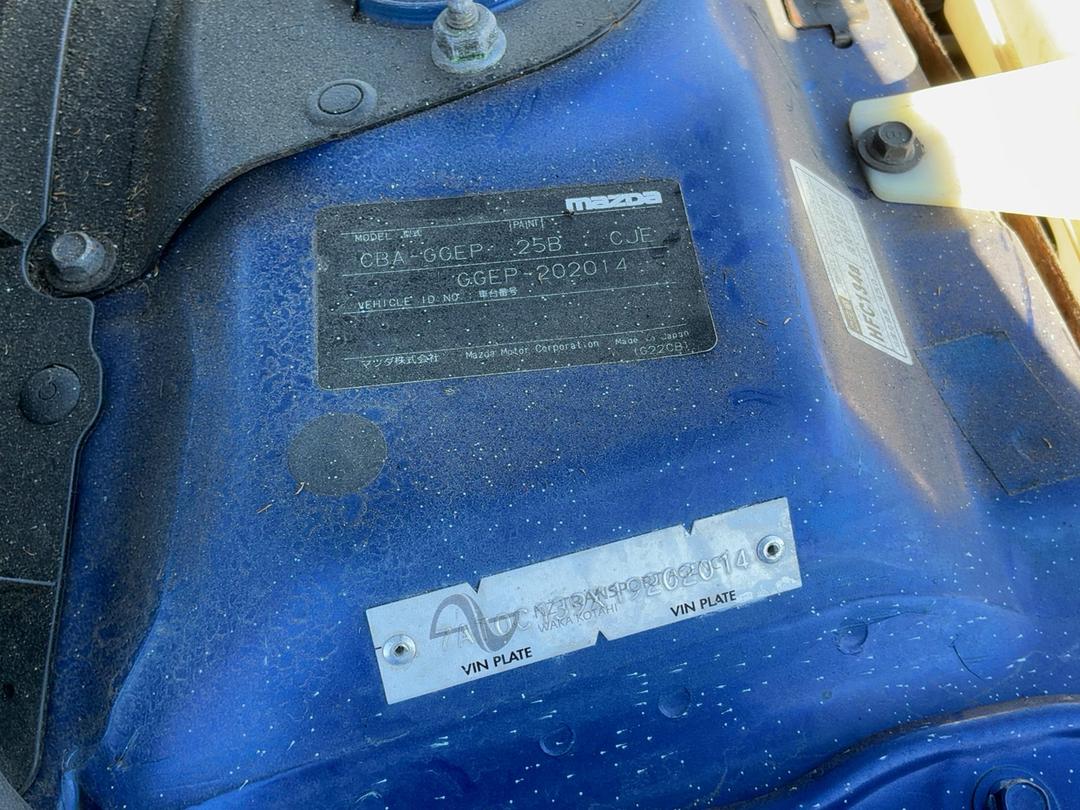 mazda
MODEL 型式 PAINT
CBA-GGEP 25B CJE
GGEP-202014
VEHICLE ID NO 車台番号
マツダ株式会社 Mazda Motor Corporation Made in Japan
(G22CB)
HFC134a
NZ TRANSPORT
WAKA KOTAHI
VIN PLATE VIN PLATE